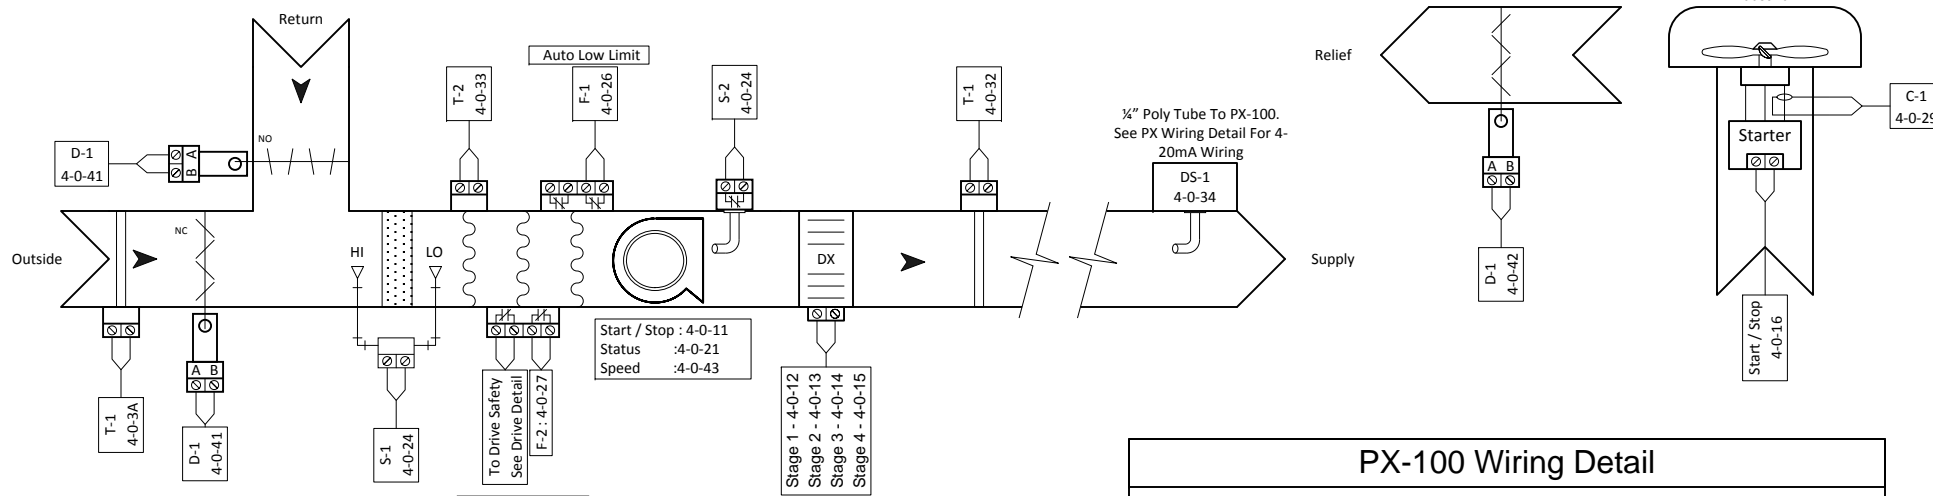 Return
Auto Low Limit
T-2
4-0-33
F-1
4-0-26
S-2
4-0-24
T-1
4-0-32
Relief
¼” Poly Tube To PX-100.
See PX Wiring Detail For 4-
20mA Wiring
DS-1
4-0-34
C-1
4-0-29
Starter
D-1
4-0-41
A
B
NO
A B
NC
HI
LO
DX
Outside
Supply
D-1
4-0-42
Start / Stop
4-0-16
Start / Stop : 4-0-11
Status :4-0-21
Speed :4-0-43
A B
T-1
4-0-3A
D-1
4-0-41
S-1
4-0-24
To Drive Safety
See Drive Detail
F-2 : 4-0-27
Stage 1 - 4-0-12
Stage 2 - 4-0-13
Stage 3 - 4-0-14
Stage 4 - 4-0-15
PX-100 Wiring Detail